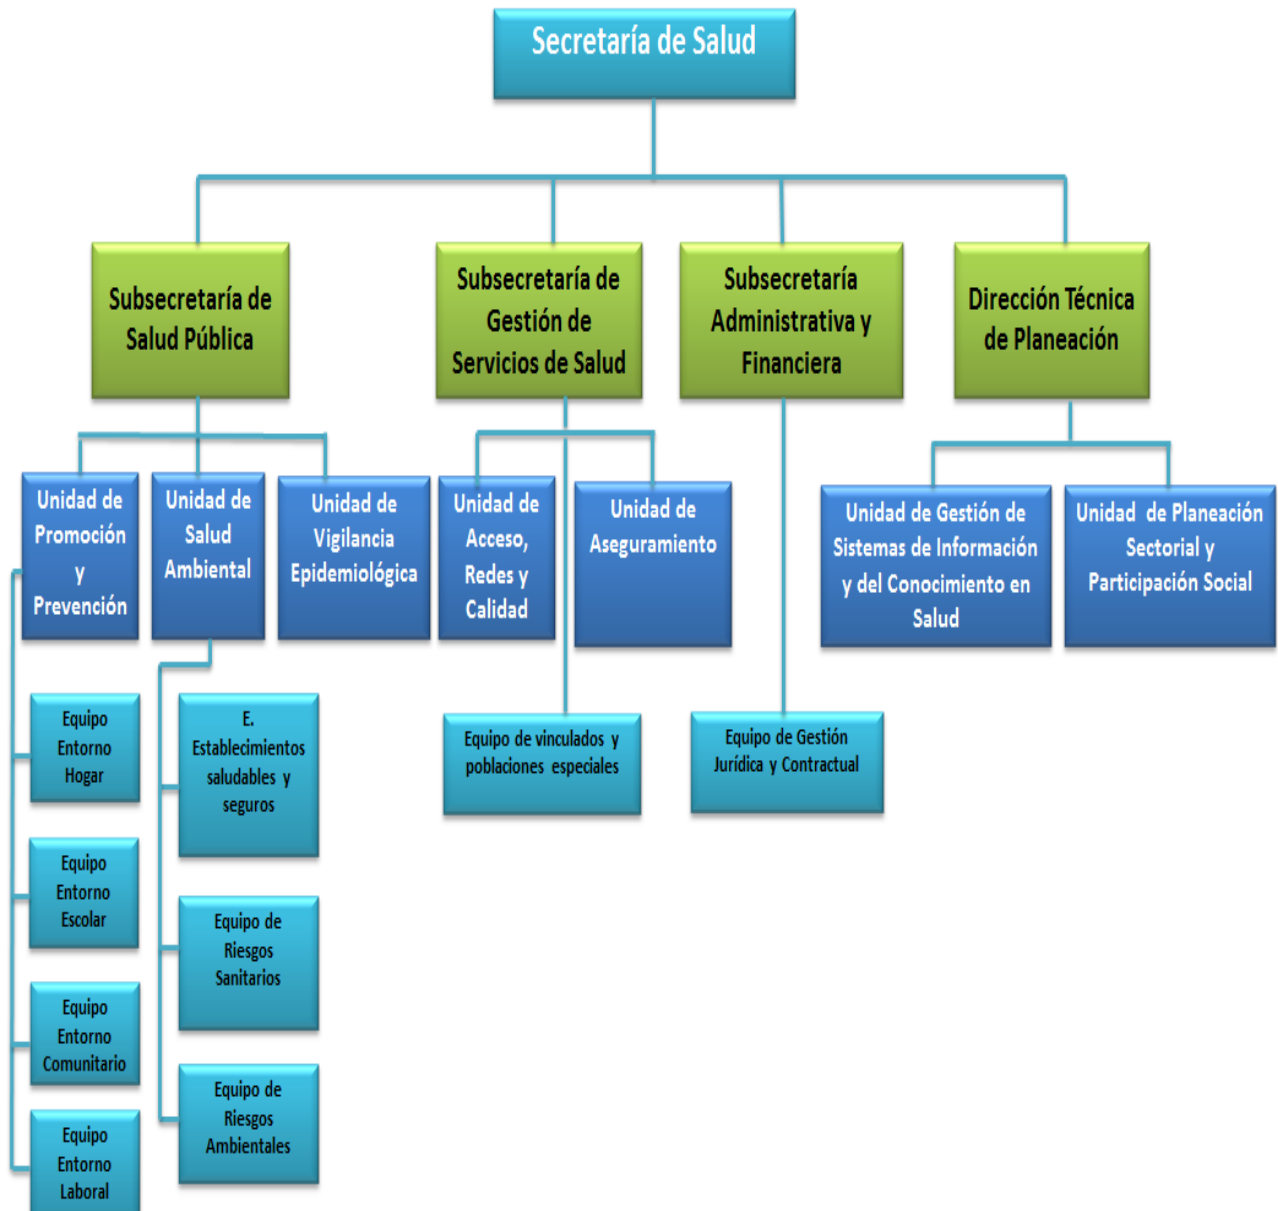 Secretaría de Salud
Subsecretaría de
Salud Pública
Subsecretaría de
Gestión de
Servicios de Salud
Subsecretaría
Administrativa y
Financiera
Dirección Técnica
de Planeación
Unidad de
Promoción
y
Prevención
Unidad de
Salud
Ambiental
Unidad de
Vigilancia
Epidemiológica
Unidad de
Acceso,
Redes y
Calidad
Unidad de
Aseguramiento
Unidad de Gestión de
Sistemas de Información
y del Conocimiento en
Salud
Unidad de Planeación
Sectorial y
Participación Social
Equipo
Entorno
Hogar
E.
Establecimientos
saludables y
seguros
Equipo de vinculados y
poblaciones especiales
Equipo de Gestión
Jurídica y Contractual
Equipo
Entorno
Escolar
Equipo de
Riesgos
Sanitarios
Equipo
Entorno
Comunitario
Equipo de
Riesgos
Ambientales
Equipo
Entorno
Laboral